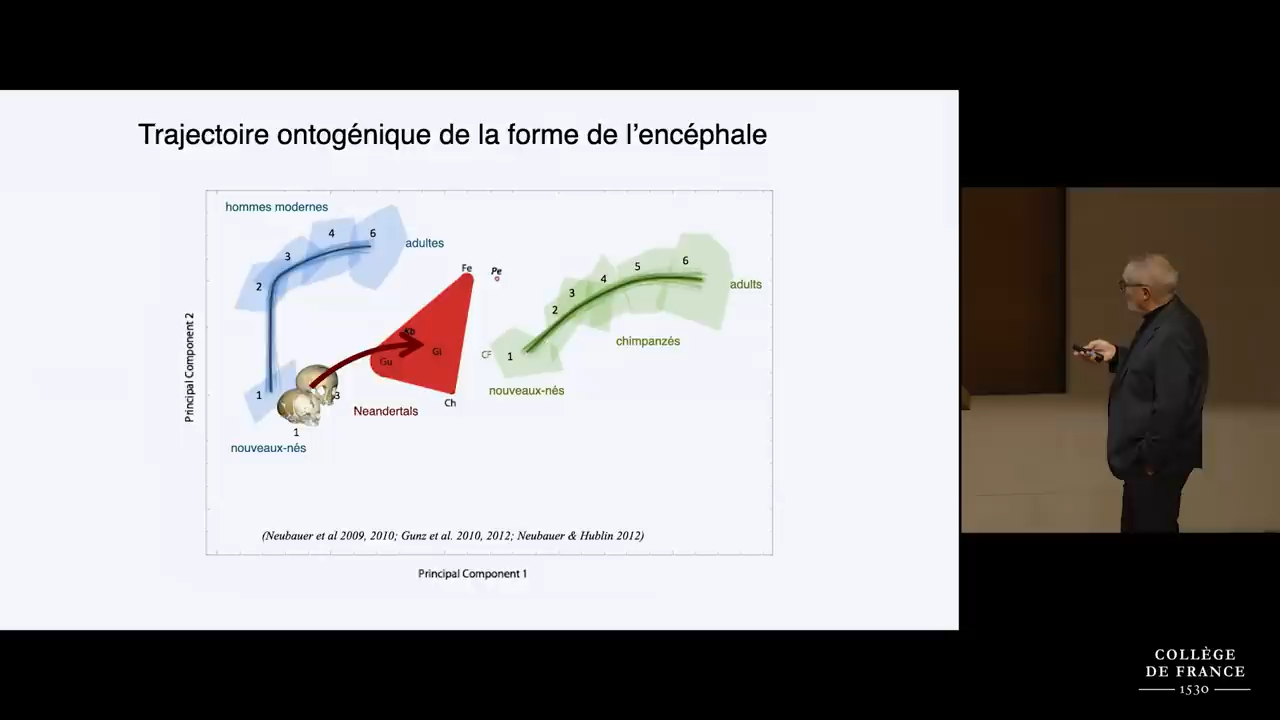 Trajectoire ontogénique de la forme de l'encéphale
hommes modernes
4
6
adultes
3
2
1
nouveaux-nés
1
3
Neandertals
Fe
Pe
Kb
Gu
GI
Ch
CF
1
2
3
4
5
6
adults
chimpanzés
nouveaux-nés
Principal Component 2
(Neubauer et al 2009, 2010; Gunz et al. 2010, 2012; Neubauer & Hublin 2012)
Principal Component 1
COLLÈGE
DE FRANCE
1530